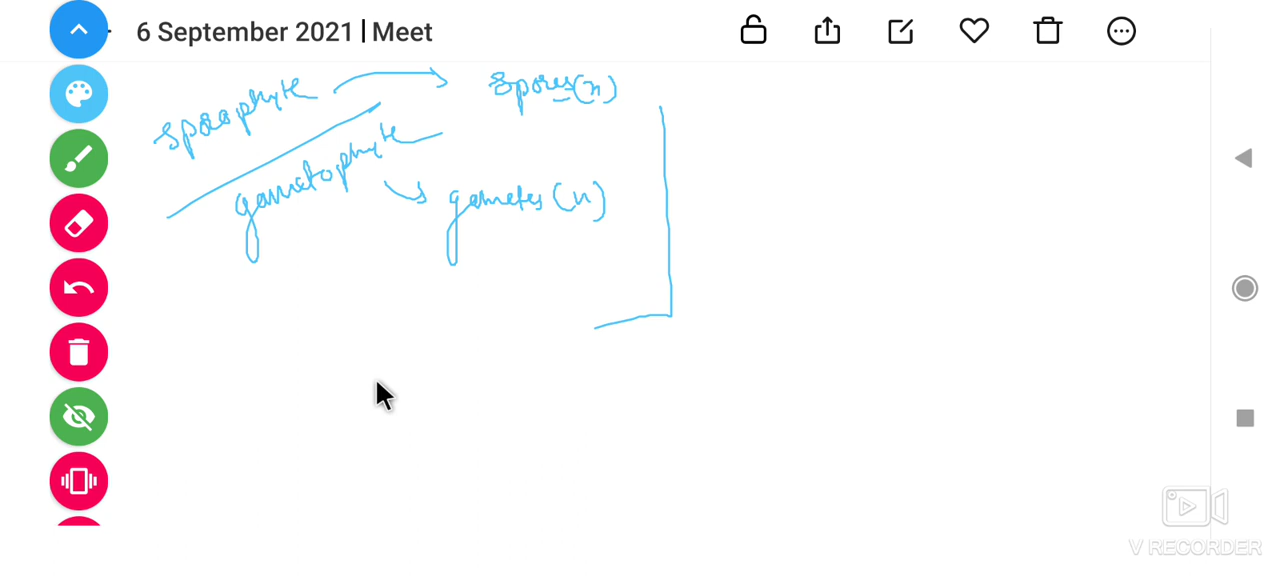 6 September 2021 | Meet
sporophyte → spores (n)
gametophyte → gametes (n)
V RECORDER